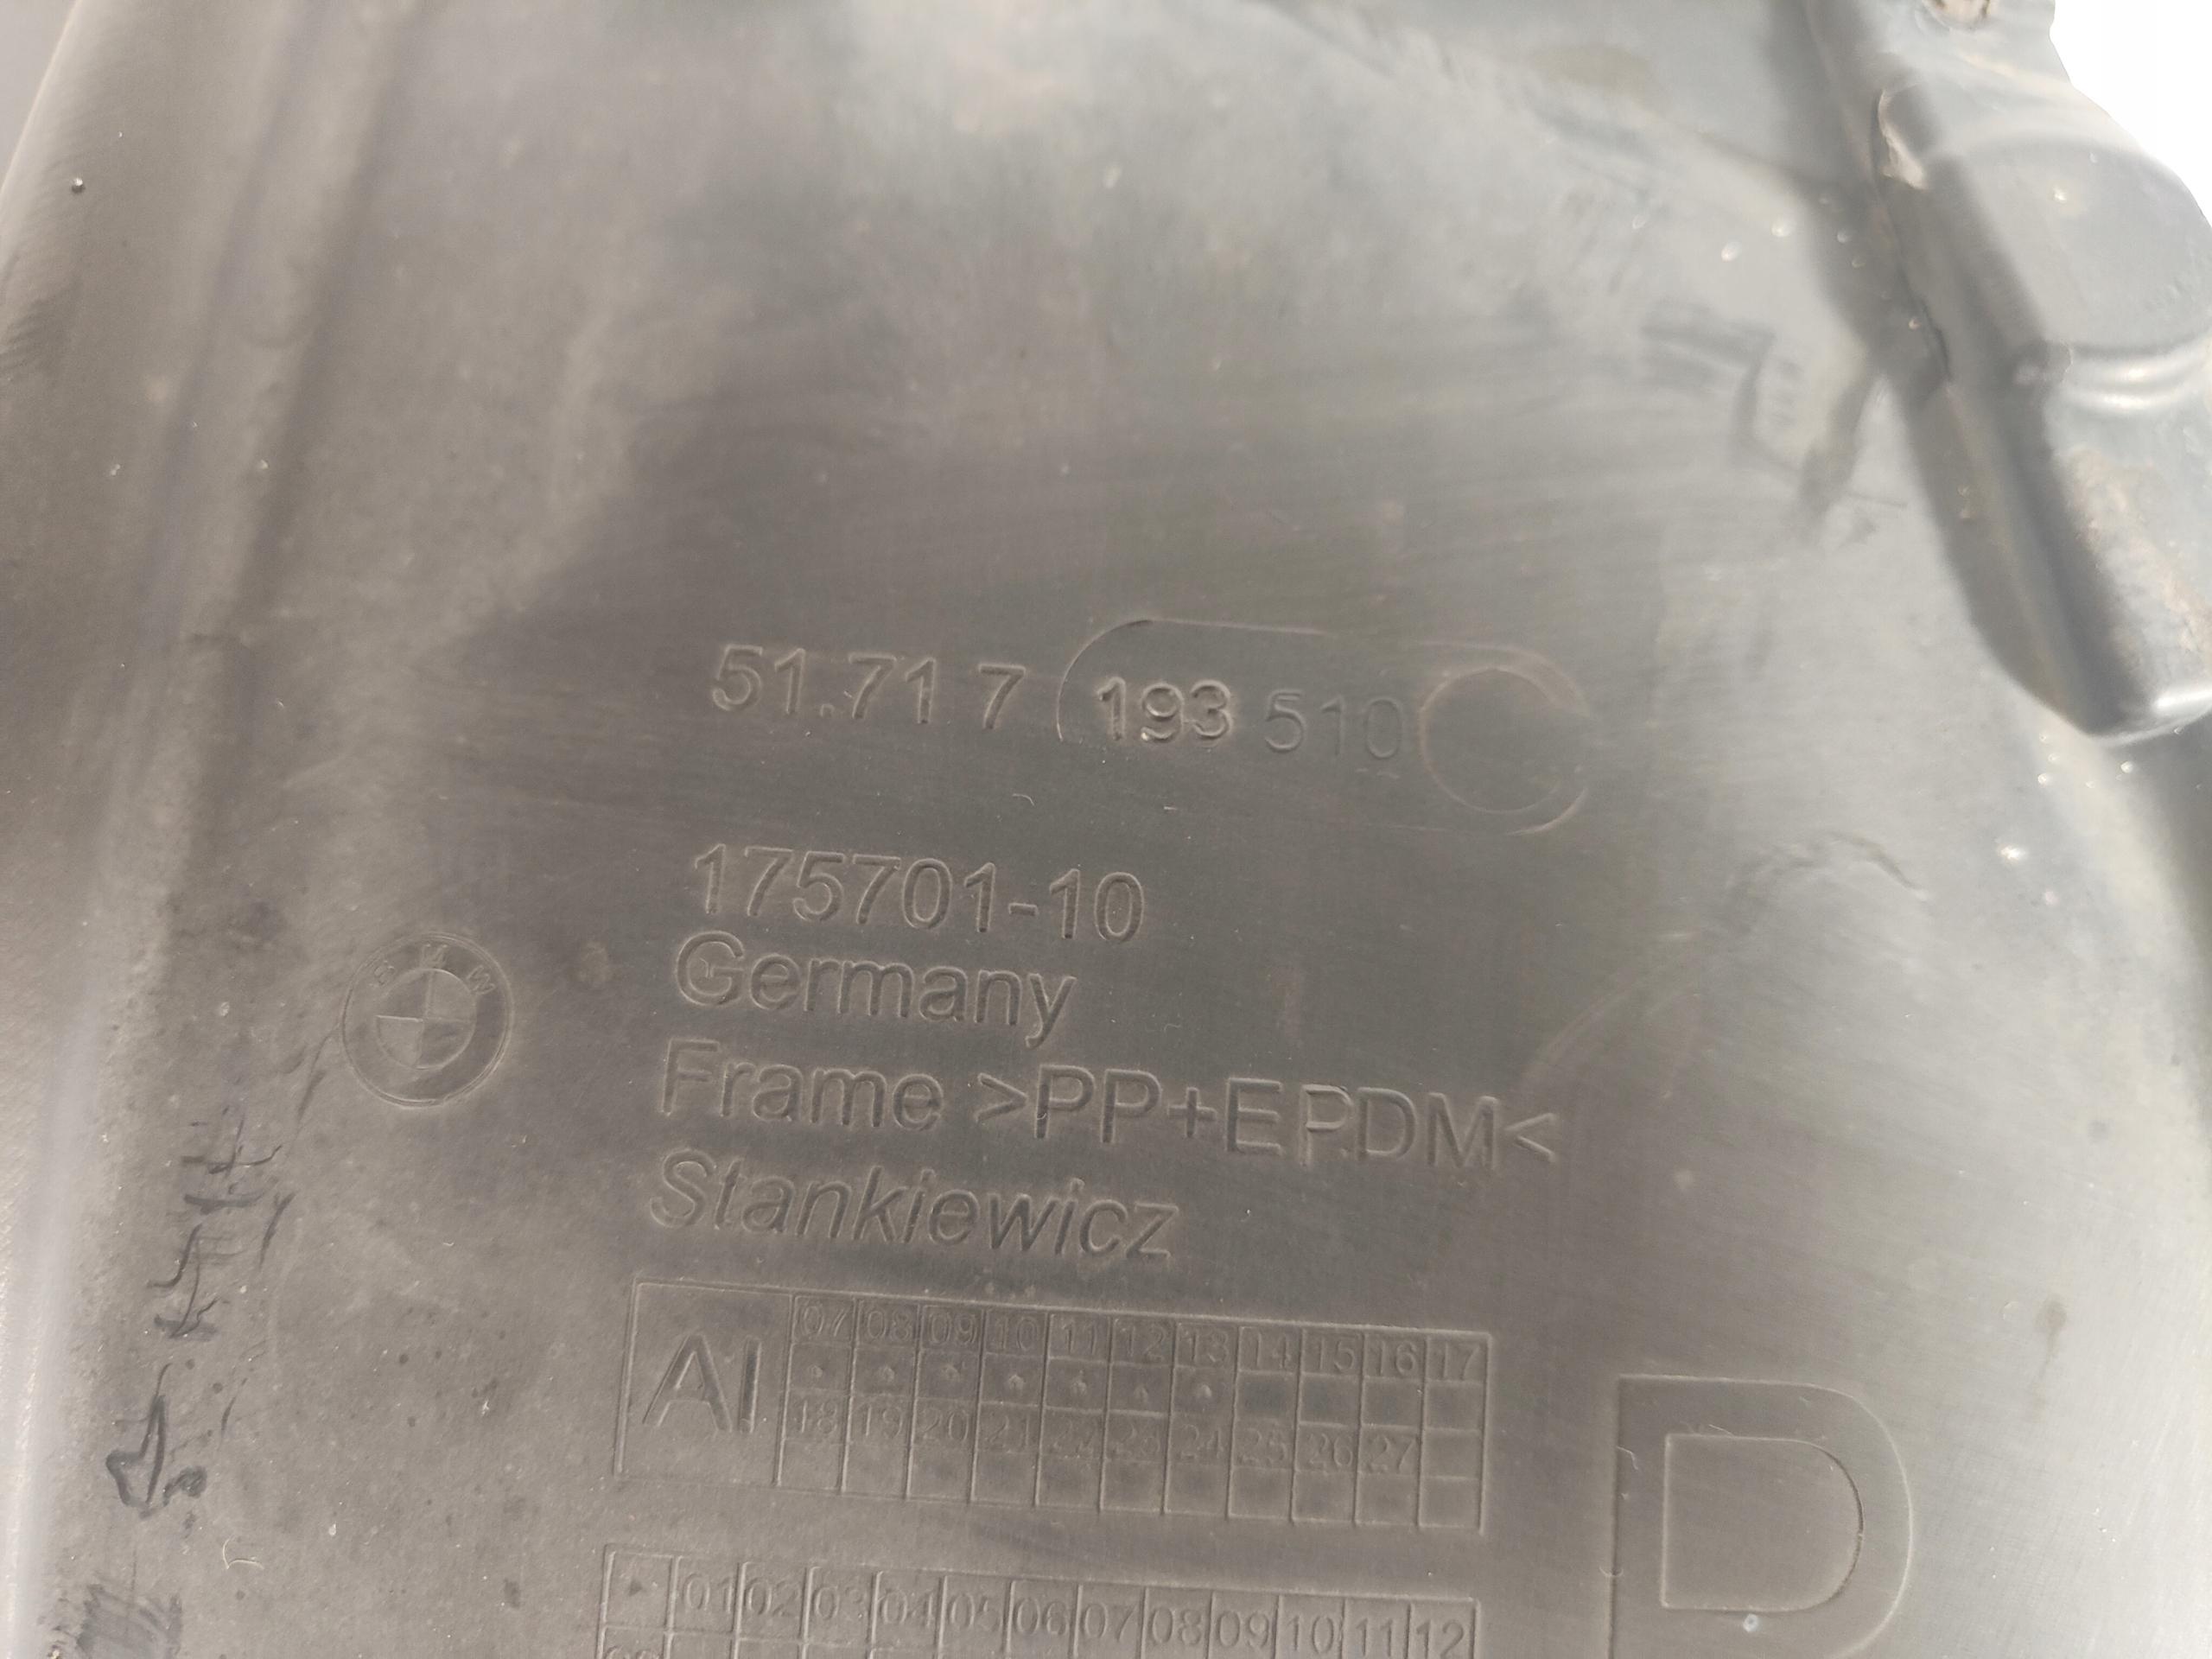 51.71 7 193 510
175701-10
Germany
BMW
Frame >PP+EPDM<
Stankiewicz
AI 07 08 09 10 11 12 13 14 15 16 17
18 19 20 21 22 23 24 25 26 27
D
01 02 03 04 05 06 07 08 09 10 11 12